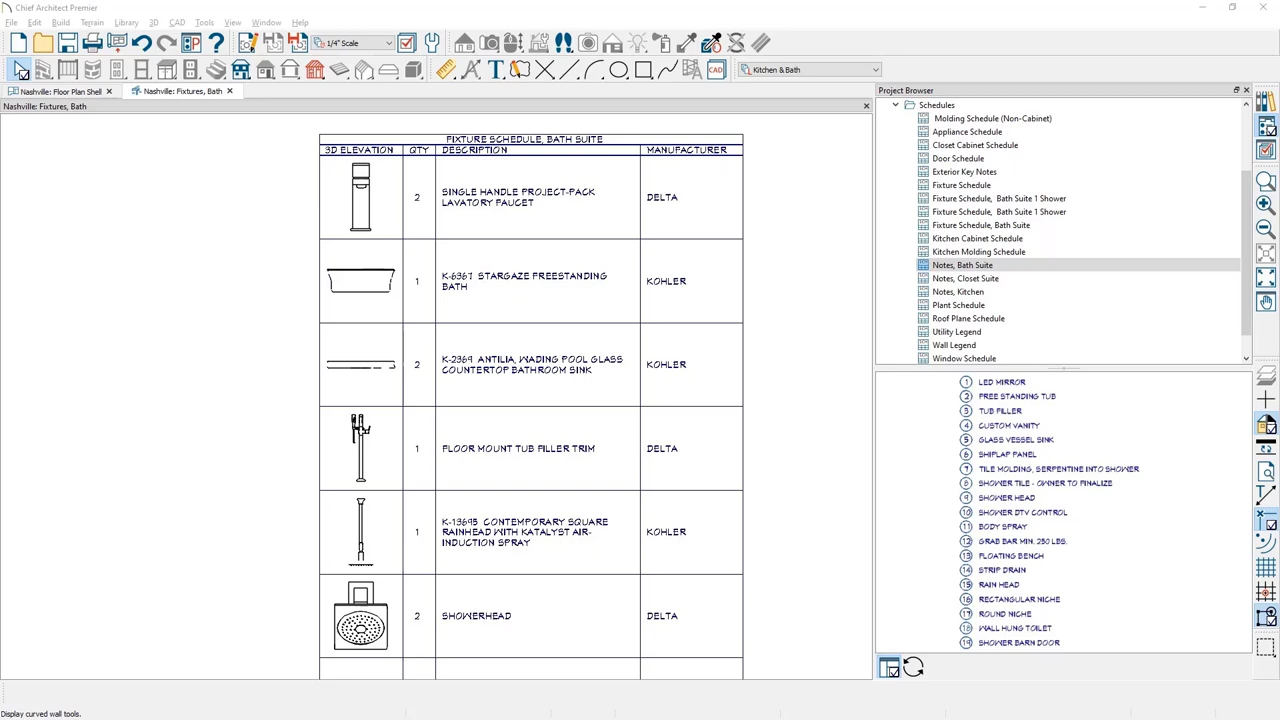 Chief Architect Premier
File Edit Build Terrain Library 3D CAD Tools View Window Help
1/4" Scale
CAD
Kitchen & Bath
Nashville: Floor Plan Shell
Nashville: Fixtures, Bath
Nashville: Fixtures, Bath
FIXTURE SCHEDULE, BATH SUITE
3D ELEVATION QTY DESCRIPTION MANUFACTURER
2 SINGLE HANDLE PROJECT-PACK LAVATORY FAUCET DELTA
1 K-6367 STARGAZE FREESTANDING BATH KOHLER
2 K-2369 ANTILIA, WADING POOL GLASS COUNTERTOP BATHROOM SINK KOHLER
1 FLOOR MOUNT TUB FILLER TRIM DELTA
1 K-13695 CONTEMPORARY SQUARE RAINHEAD WITH KATALYST AIR-INDUCTION SPRAY KOHLER
2 SHOWERHEAD DELTA
Project Browser
Schedules
Molding Schedule (Non-Cabinet)
Appliance Schedule
Closet Cabinet Schedule
Door Schedule
Exterior Key Notes
Fixture Schedule
Fixture Schedule, Bath Suite 1 Shower
Fixture Schedule, Bath Suite 1 Shower
Fixture Schedule, Bath Suite
Kitchen Cabinet Schedule
Kitchen Molding Schedule
Notes, Bath Suite
Notes, Closet Suite
Notes, Kitchen
Plant Schedule
Roof Plane Schedule
Utility Legend
Wall Legend
Window Schedule
1 LED MIRROR
2 FREE STANDING TUB
3 TUB FILLER
4 CUSTOM VANITY
5 GLASS VESSEL SINK
6 SHIPLAP PANEL
7 TILE MOLDING, SERPENTINE INTO SHOWER
8 SHOWER TILE - OWNER TO FINALIZE
9 SHOWER HEAD
10 SHOWER DTV CONTROL
11 BODY SPRAY
12 GRAB BAR MIN. 250 LBS.
13 FLOATING BENCH
14 STRIP DRAIN
15 RAIN HEAD
16 RECTANGULAR NICHE
17 ROUND NICHE
18 WALL HUNG TOILET
19 SHOWER BARN DOOR
Display curved wall tools.